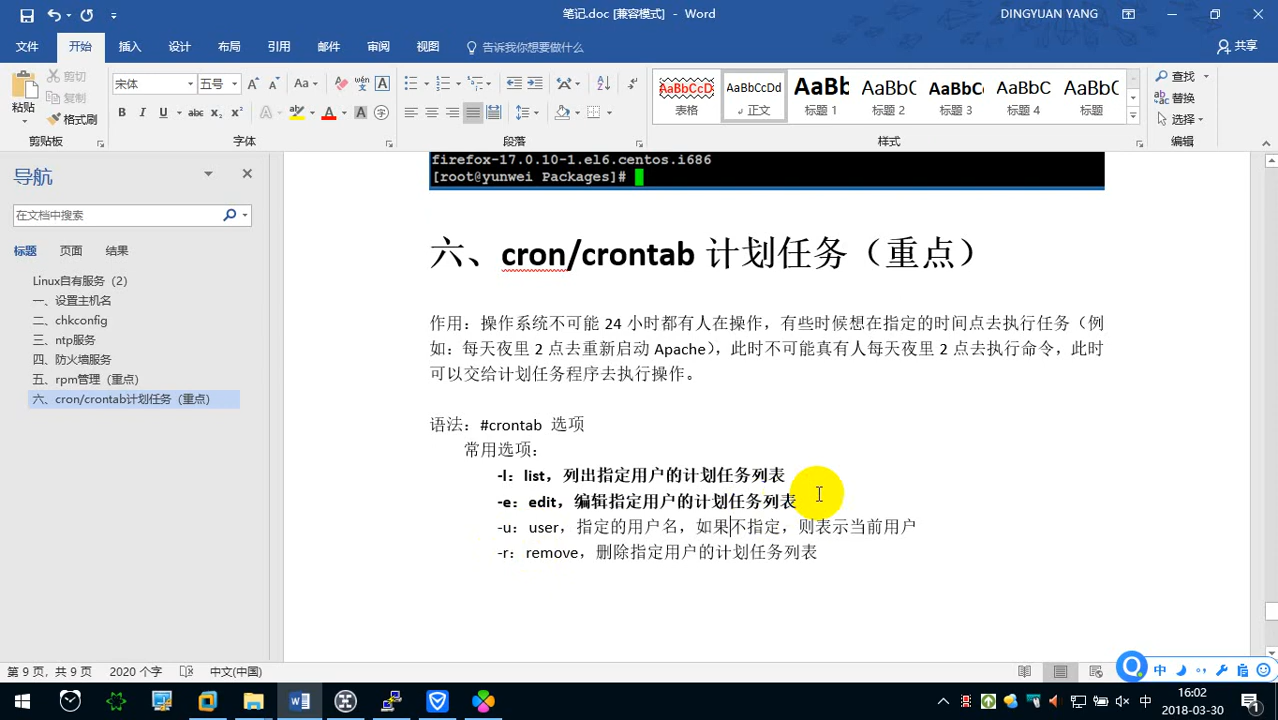 笔记.doc [兼容模式] - Word
DINGYUAN YANG
文件
开始
插入
设计
布局
引用
邮件
审阅
视图
告诉我你想要做什么
共享
粘贴
剪切
复制
格式刷
剪贴板
宋体
五号
字体
段落
AaBbCcD
表格
AaBbCcDd
正文
AaBb
标题 1
AaBb(
标题 2
AaBbC
标题 3
AaBbC
标题 4
AaBbC
标题
样式
查找
替换
选择
编辑
导航
在文档中搜索
标题
页面
结果
Linux自有服务(2)
一、设置主机名
二、chkconfig
三、ntp服务
四、防火墙服务
五、rpm管理(重点)
六、cron/crontab计划任务(重点)
firefox-17.0.10-1.el6.centos.i686
[root@yunwei Packages]#
六、cron/crontab 计划任务(重点)
作用:操作系统不可能 24 小时都有人在操作,有些时候想在指定的时间点去执行任务(例
如:每天夜里 2 点去重新启动 Apache),此时不可能真有人每天夜里 2 点去执行命令,此时
可以交给计划任务程序去执行操作。
语法:#crontab 选项
常用选项:
-l:list,列出指定用户的计划任务列表
-e:edit,编辑指定用户的计划任务列表
-u:user,指定的用户名,如果不指定,则表示当前用户
-r:remove,删除指定用户的计划任务列表
第 9 页,共 9 页
2020 个字
中文(中国)
中
中
16:02
2018-03-30